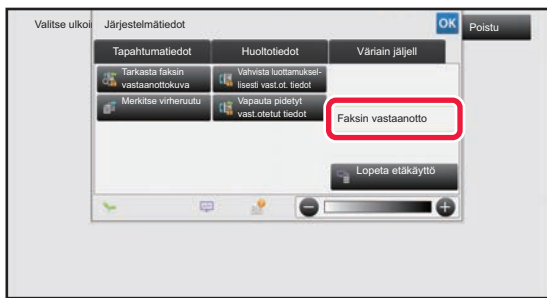 Valitse ulkoi
Järjestelmätiedot
OK
Poistu
Tapahtumatiedot
Huoltotiedot
Väriain jäljell
Tarkasta faksin
vastaanottokuva
Vahvista luottamuksel-
lisesti vast.ot. tiedot
Merkitse virheruutu
Vapauta pidetyt
vast.otetut tiedot
Faksin vastaanotto
Lopeta etäkäyttö